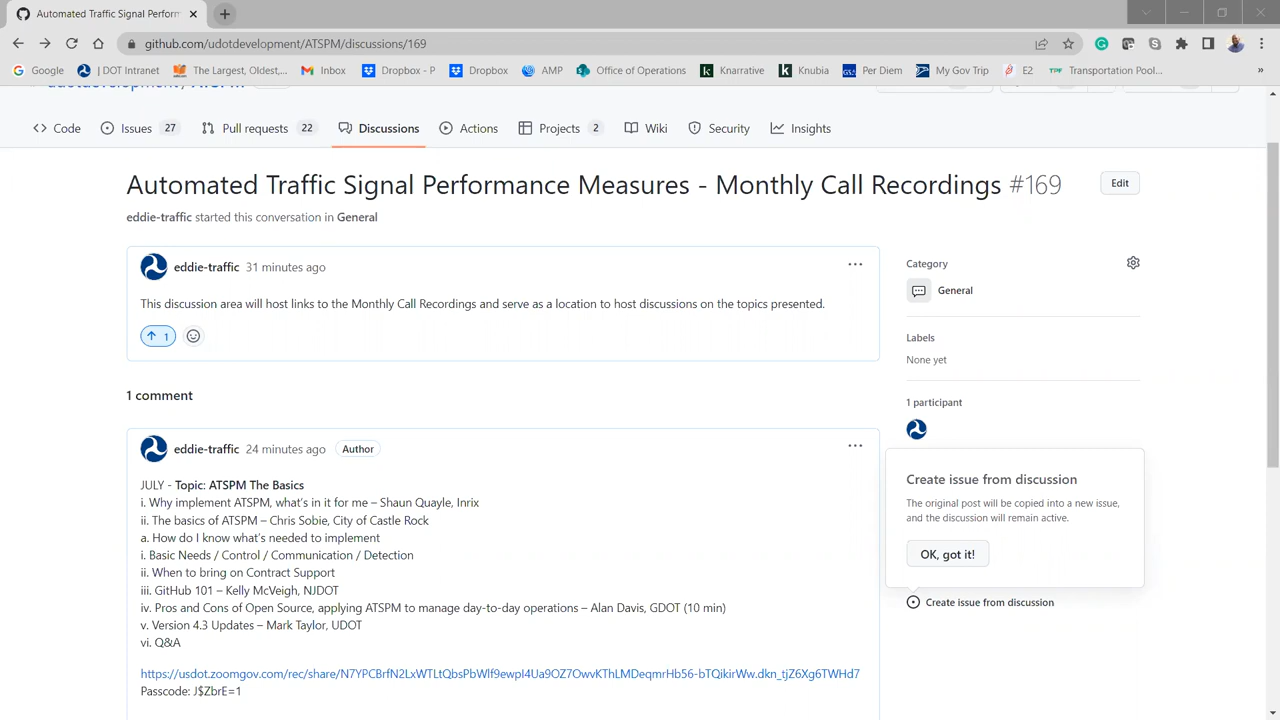 Automated Traffic Signal Perform
github.com/udotdevelopment/ATSPM/discussions/169
Google
| DOT Intranet
The Largest, Oldest,...
Inbox
Dropbox - P
Dropbox
AMP
Office of Operations
Knarrative
Knubia
Per Diem
My Gov Trip
E2
Transportation Pool...
»
Code
Issues 27
Pull requests 22
Discussions
Actions
Projects 2
Wiki
Security
Insights
Automated Traffic Signal Performance Measures - Monthly Call Recordings #169
Edit
eddie-traffic started this conversation in General
eddie-traffic 31 minutes ago
This discussion area will host links to the Monthly Call Recordings and serve as a location to host discussions on the topics presented.
1
1 comment
eddie-traffic 24 minutes ago Author
JULY - Topic: ATSPM The Basics
i. Why implement ATSPM, what's in it for me – Shaun Quayle, Inrix
ii. The basics of ATSPM – Chris Sobie, City of Castle Rock
a. How do I know what's needed to implement
i. Basic Needs / Control / Communication / Detection
ii. When to bring on Contract Support
iii. GitHub 101 – Kelly McVeigh, NJDOT
iv. Pros and Cons of Open Source, applying ATSPM to manage day-to-day operations – Alan Davis, GDOT (10 min)
v. Version 4.3 Updates – Mark Taylor, UDOT
vi. Q&A
https://usdot.zoomgov.com/rec/share/N7YPCBrfN2LxWTLtQbsPbWlf9ewpI4Ua9OZ7OwvKThLMDeqmrHb56-bTQikirWw.dkn_tjZ6Xg6TWHd7
Passcode: J$ZbrE=1
Category
General
Labels
None yet
1 participant
Create issue from discussion
The original post will be copied into a new issue,
and the discussion will remain active.
OK, got it!
Create issue from discussion